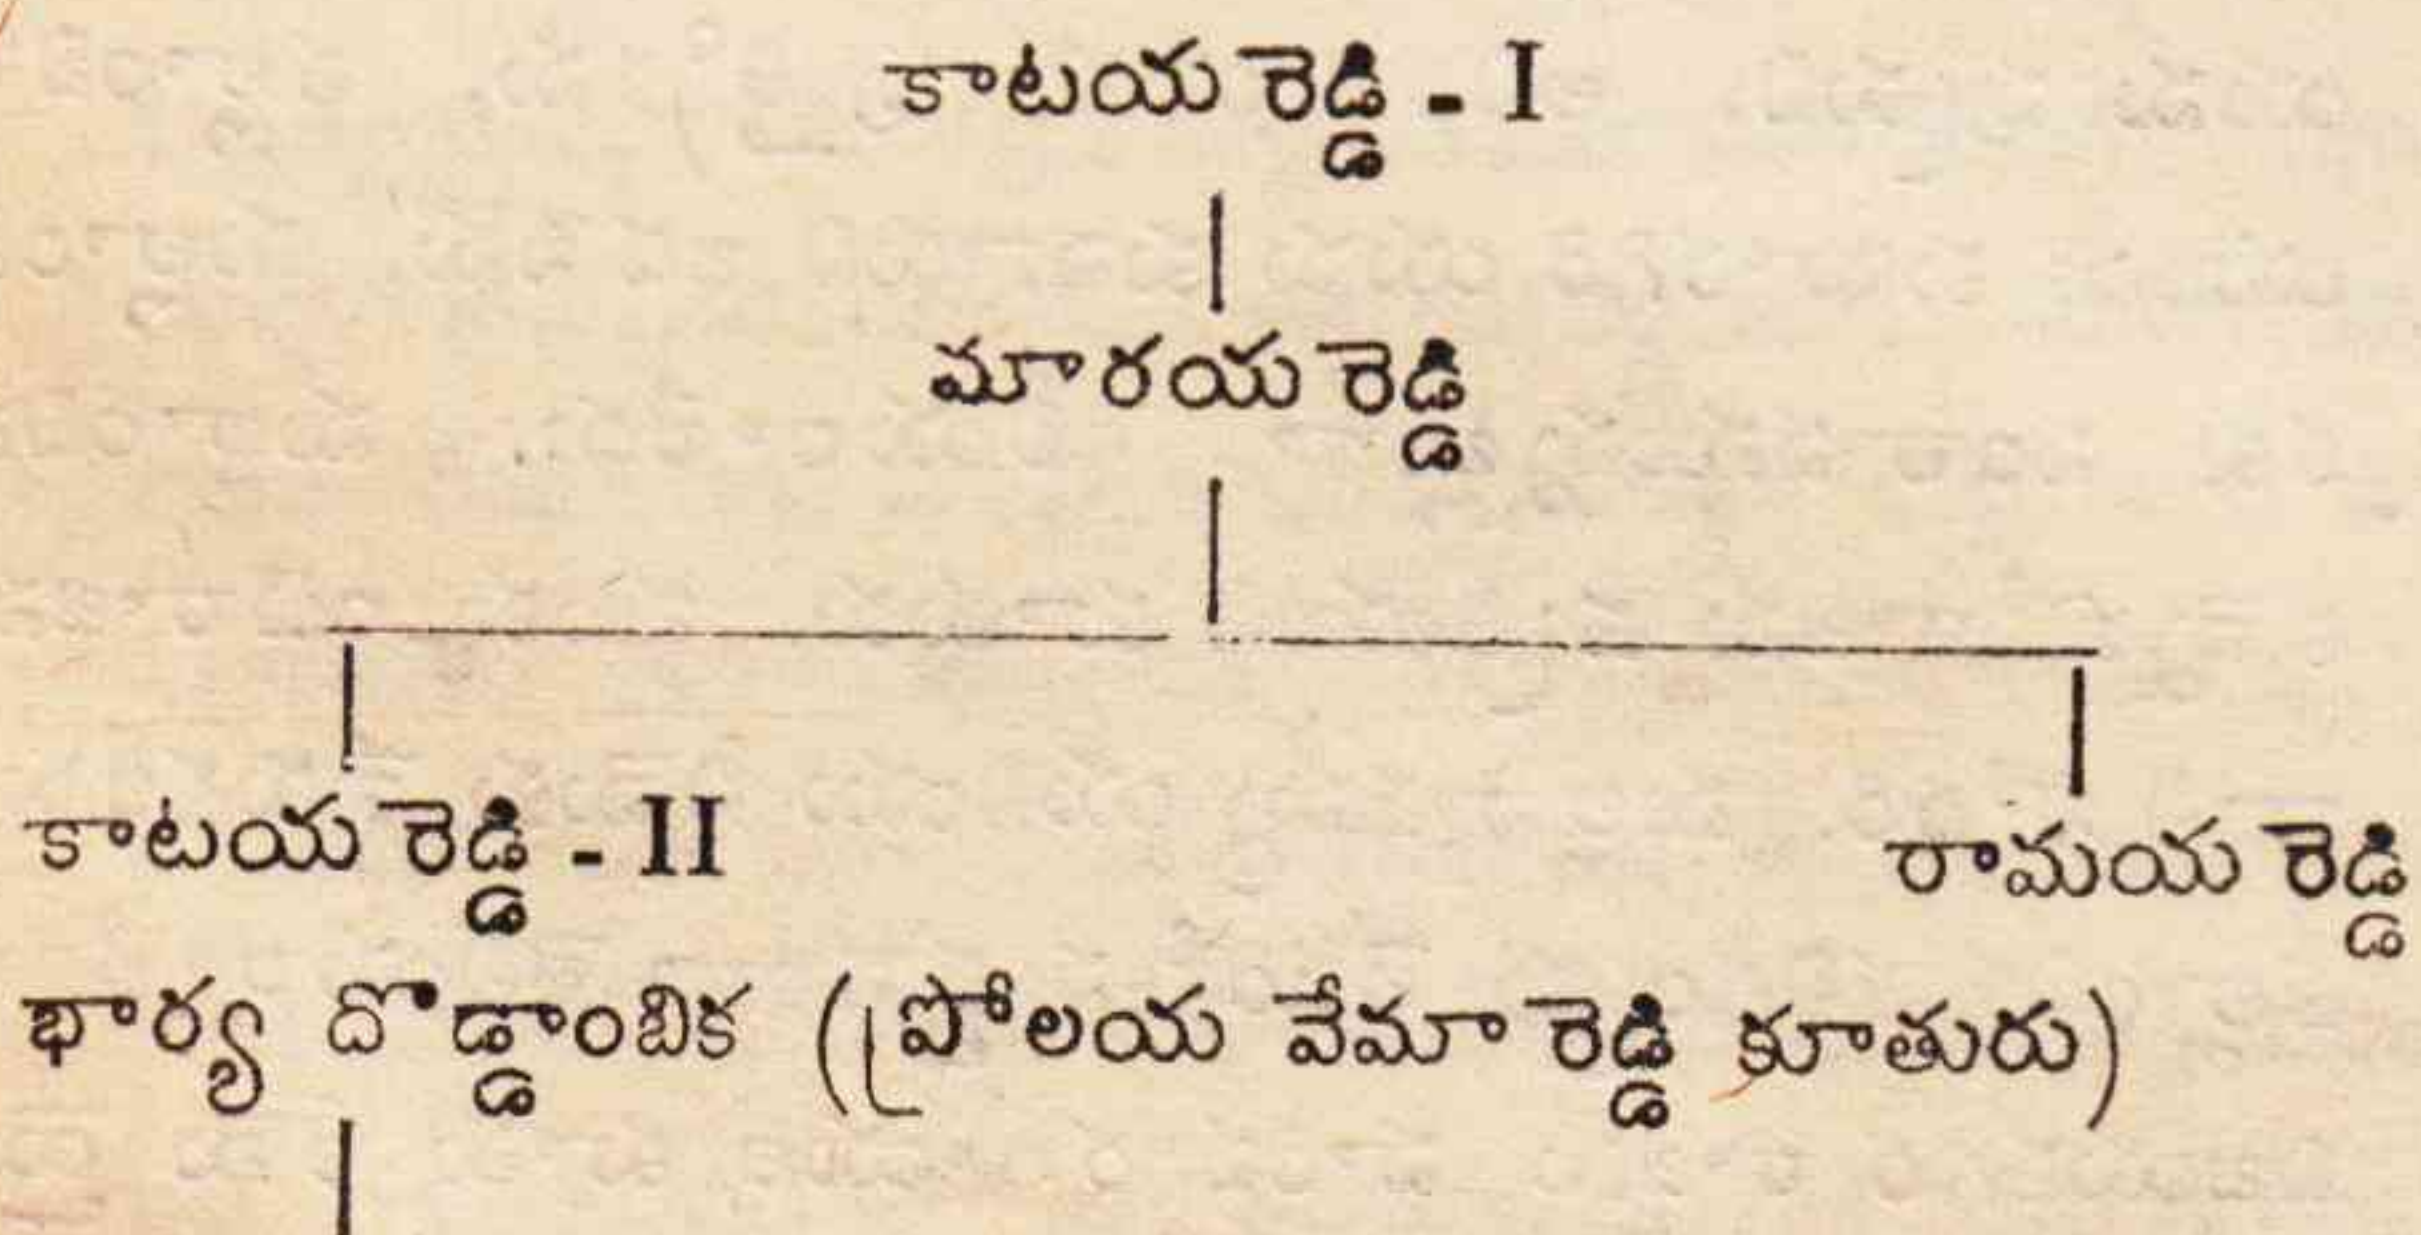 కాటయ రెడ్డి - I
మారయ రెడ్డి
కాటయ రెడ్డి - II రామయ రెడ్డి
భార్య దొడ్డాంబిక (ప్రోలయ వేమా రెడ్డి కూతురు)